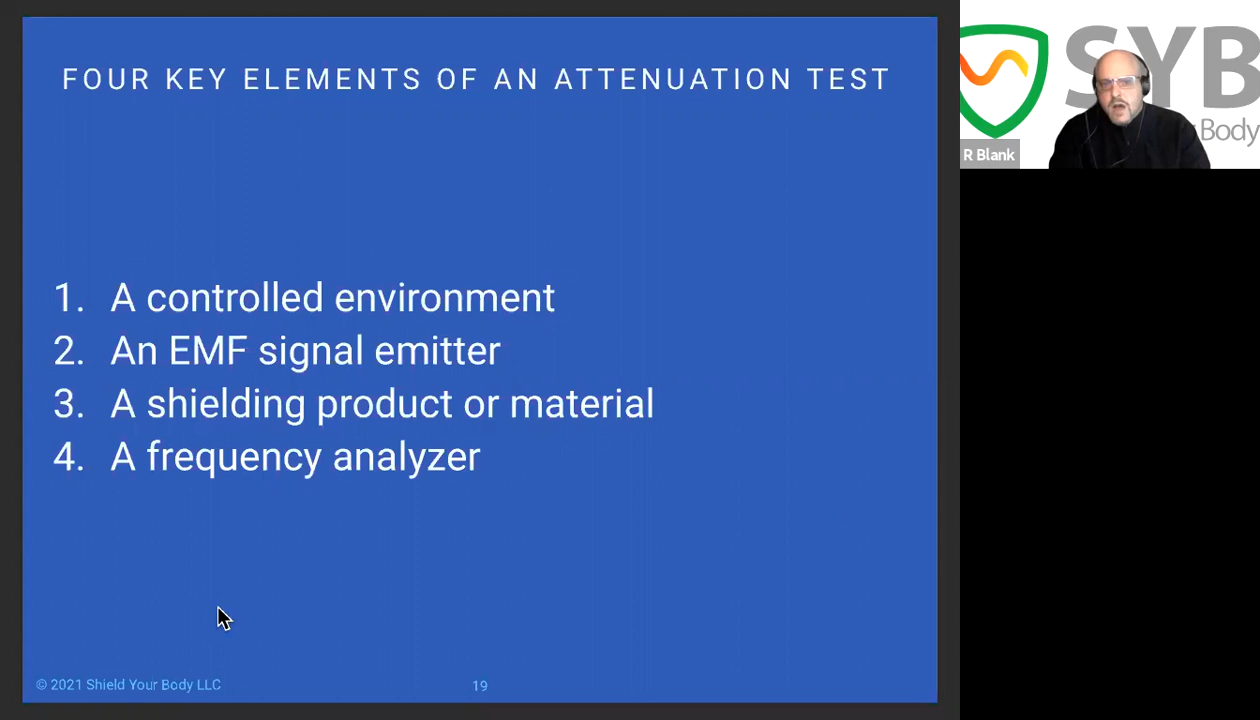 FOUR KEY ELEMENTS OF AN ATTENUATION TEST
1. A controlled environment
2. An EMF signal emitter
3. A shielding product or material
4. A frequency analyzer
© 2021 Shield Your Body LLC
19
SYB
Body
R Blank